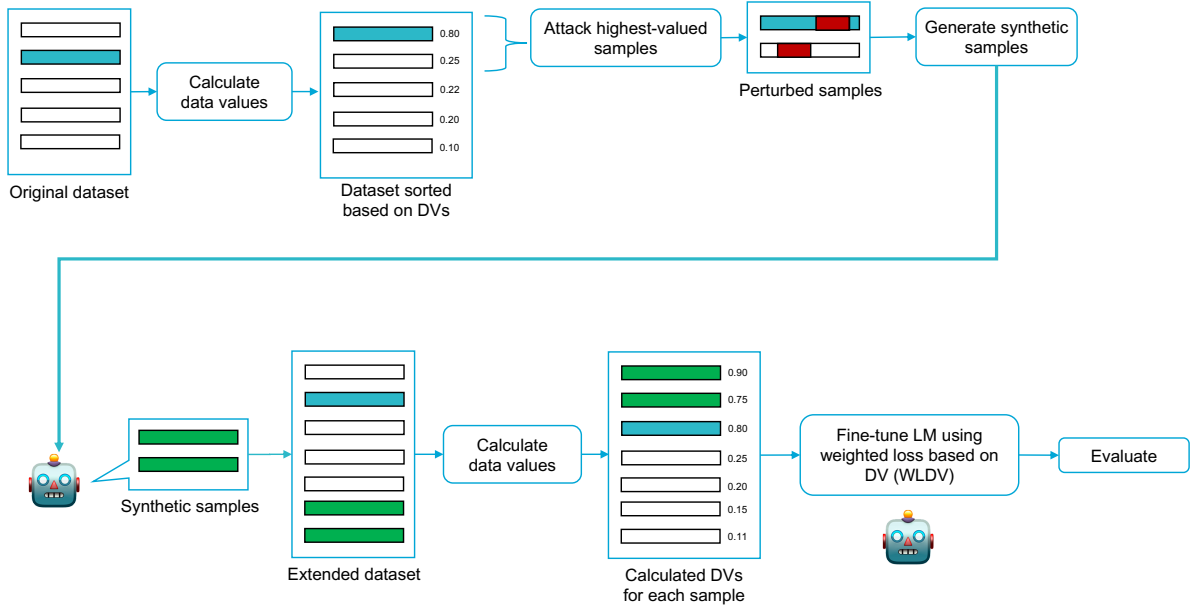 Original dataset
Calculate
data values
0.80
0.25
0.22
0.20
0.10
Dataset sorted
based on DVs
Attack highest-valued
samples
Perturbed samples
Generate synthetic
samples
Synthetic samples
Extended dataset
Calculate
data values
0.90
0.75
0.80
0.25
0.20
0.15
0.11
Calculated DVs
for each sample
Fine-tune LM using
weighted loss based on
DV (WLDV)
Evaluate